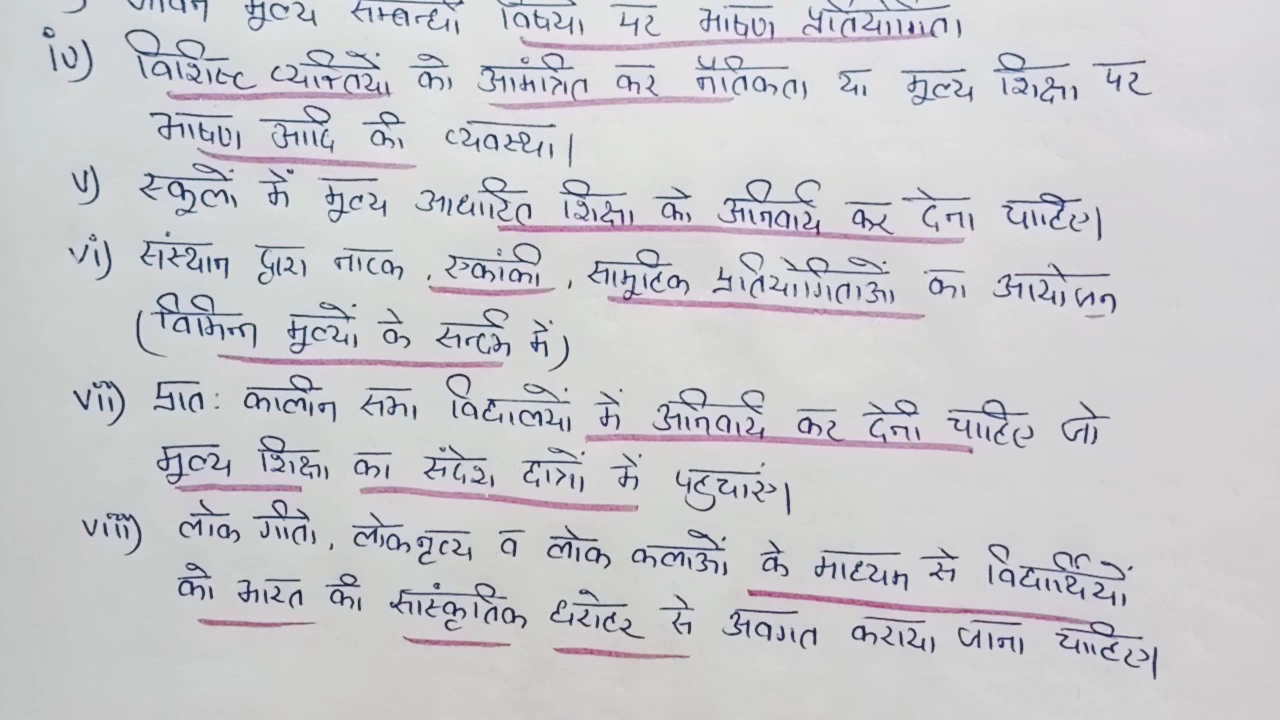 जीवन मूल्य सम्बन्धी विषयों पर भाषण प्रतियोगिता।
iv) विशिष्ट व्यक्तियों को आमंत्रित कर नैतिकता या मूल्य शिक्षा पर
भाषण आदि की व्यवस्था।
v) स्कूलों में मूल्य आधारित शिक्षा को अनिवार्य कर देना चाहिए।
vi) संस्थान द्वारा नाटक, एकांकी, सामूहिक प्रतियोगिताओं का आयोजन
(विभिन्न मूल्यों के सन्दर्भ में)
vii) प्रात: कालीन सभा विद्यालयों में अनिवार्य कर देनी चाहिए जो
मूल्य शिक्षा का संदेश छात्रों में पहुचाएं।
viii) लोक गीतो, लोकनृत्य व लोक कलाओं के माध्यम से विद्यार्थियों
को भारत की सांस्कृतिक धरोहर से अवगत कराया जाना चाहिए।